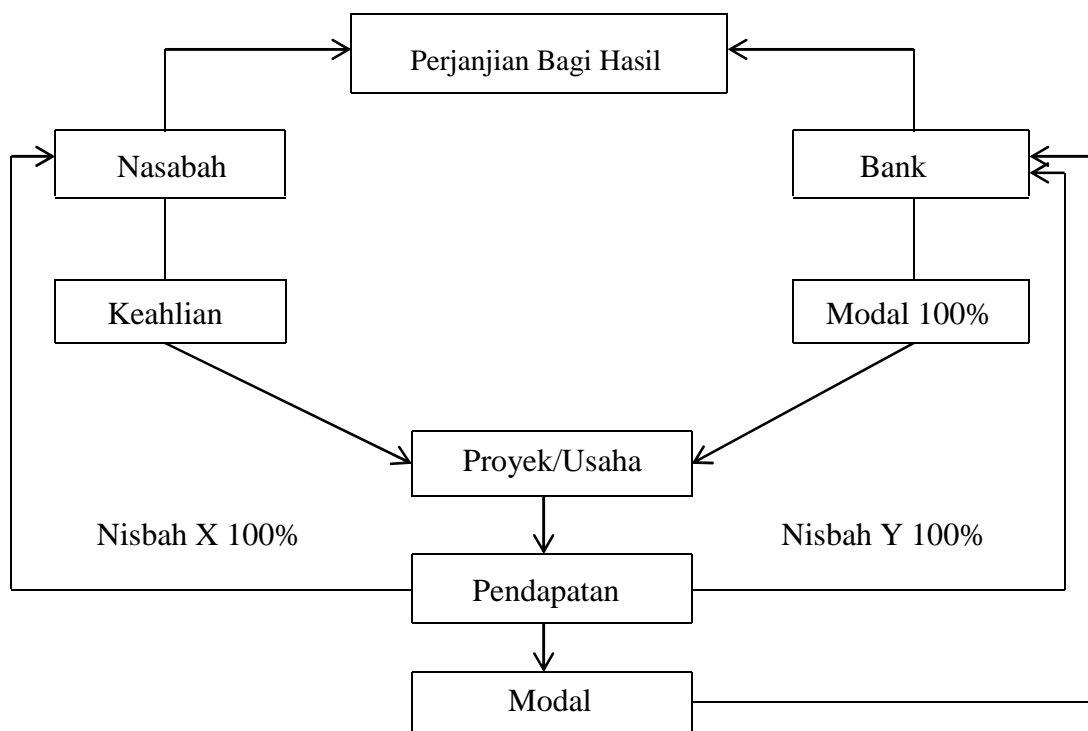 Perjanjian Bagi Hasil
Nasabah
Bank
Keahlian
Modal 100%
Proyek/Usaha
Nisbah X 100%
Nisbah Y 100%
Pendapatan
Modal